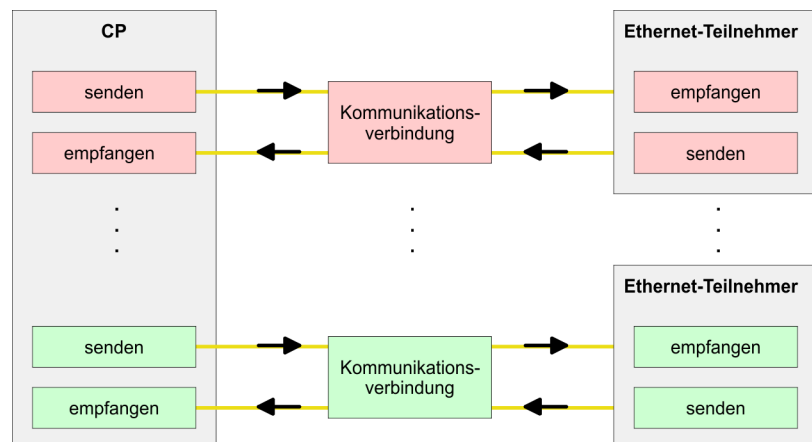 CP
Ethernet-Teilnehmer
senden
Kommunikations-
verbindung
empfangen
empfangen
senden
Ethernet-Teilnehmer
senden
Kommunikations-
verbindung
empfangen
empfangen
senden